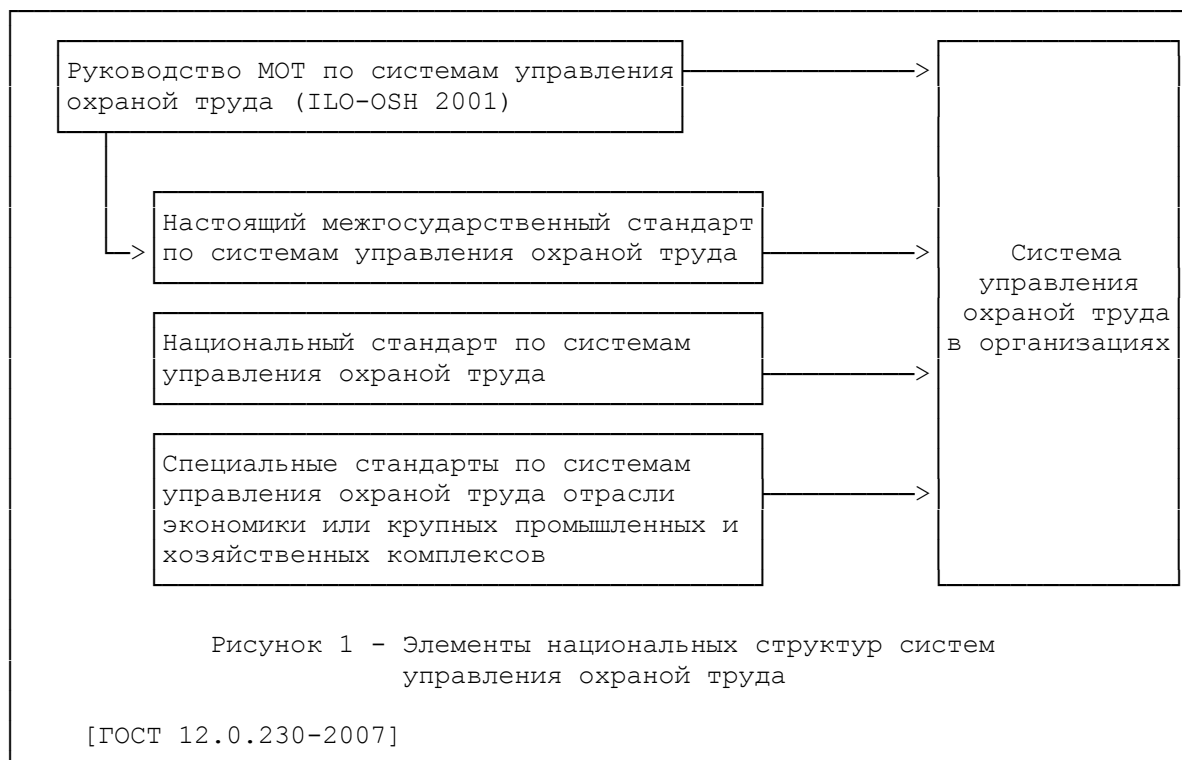 Руководство МОТ по системам управления
охраной труда (ILO-OSH 2001)
Настоящий межгосударственный стандарт
по системам управления охраной труда
Национальный стандарт по системам
управления охраной труда
Специальные стандарты по системам
управления охраной труда отрасли
экономики или крупных промышленных и
хозяйственных комплексов
Система
управления
охраной труда
в организациях
Рисунок 1 - Элементы национальных структур систем
управления охраной труда
[ГОСТ 12.0.230-2007]